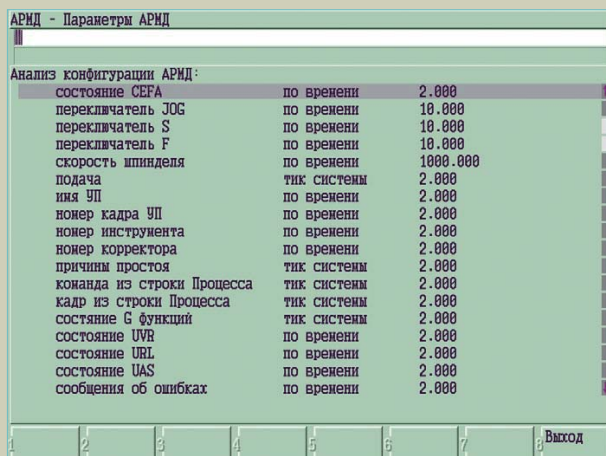 АРМД - Параметры АРМД
Анализ конфигурации АРМД:
состояние CEFA по времени 2.000
переключатель JOG по времени 10.000
переключатель S по времени 10.000
переключатель F по времени 10.000
скорость шпинделя по времени 1000.000
подача тик системы 2.000
имя УП по времени 2.000
номер кадра УП по времени 2.000
номер инструмента по времени 2.000
номер корректора по времени 2.000
причины простоя тик системы 2.000
команда из строки Процесса тик системы 2.000
кадр из строки Процесса тик системы 2.000
состяние G функций тик системы 2.000
состояние UVR по времени 2.000
состояние URL по времени 2.000
состояние UAS по времени 2.000
сообщения об ошибках по времени 2.000
1 2 3 4 5 6 7 8 Выход